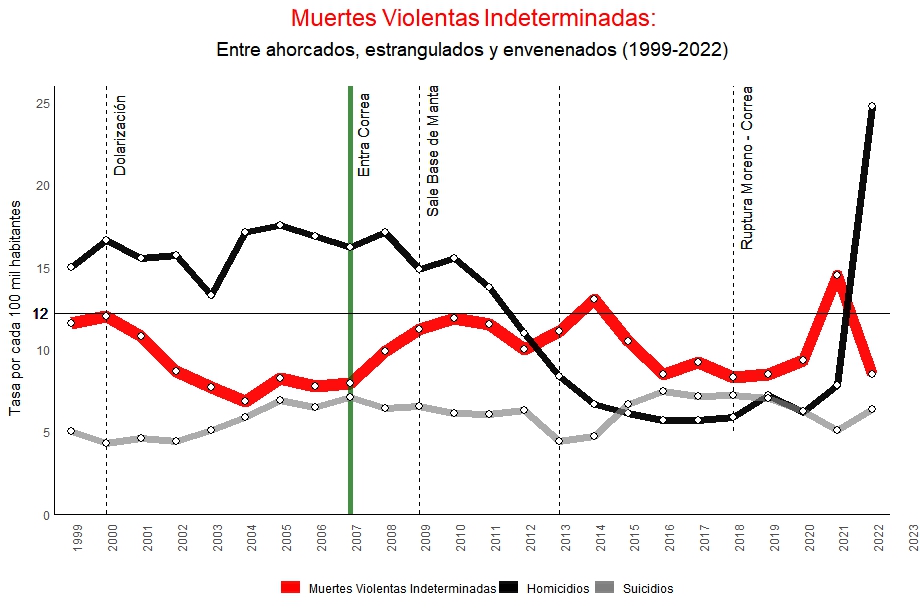 Muertes Violentas Indeterminadas:
Entre ahorcados, estrangulados y envenenados (1999-2022)
Tasa por cada 100 mil habitantes
25
20
15
12
10
5
0
Dolarización
Entra Correa
Sale Base de Manta
Ruptura Moreno - Correa
1999 2000 2001 2002 2003 2004 2005 2006 2007 2008 2009 2010 2011 2012 2013 2014 2015 2016 2017 2018 2019 2020 2021 2022 2023
Muertes Violentas Indeterminadas Homicidios Suicidios